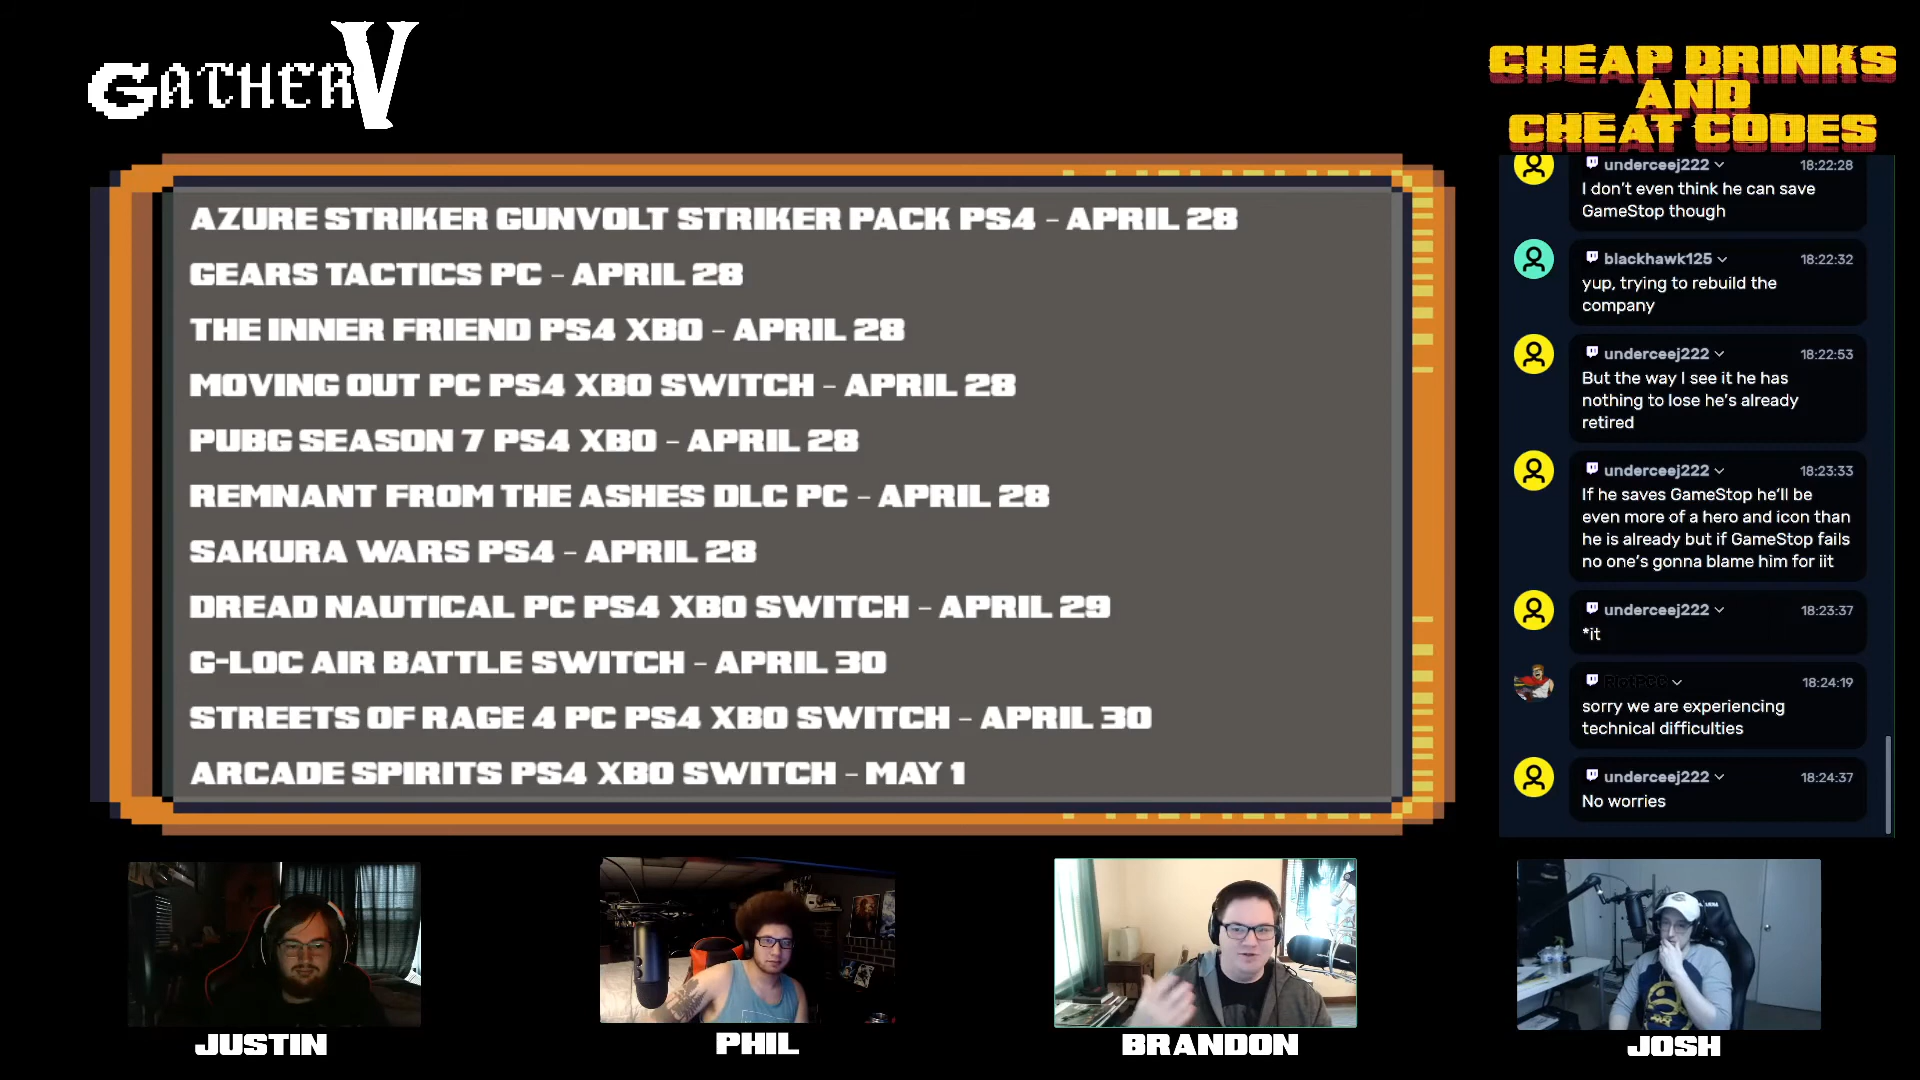 GATHER V
CHEAP DRINKS
AND
CHEAT CODES
AZURE STRIKER GUNVOLT STRIKER PACK PS4 - APRIL 28
GEARS TACTICS PC - APRIL 28
THE INNER FRIEND PS4 XBO - APRIL 28
MOVING OUT PC PS4 XBO SWITCH - APRIL 28
PUBG SEASON 7 PS4 XBO - APRIL 28
REMNANT FROM THE ASHES DLC PC - APRIL 28
SAKURA WARS PS4 - APRIL 28
DREAD NAUTICAL PC PS4 XBO SWITCH - APRIL 29
G-LOC AIR BATTLE SWITCH - APRIL 30
STREETS OF RAGE 4 PC PS4 XBO SWITCH - APRIL 30
ARCADE SPIRITS PS4 XBO SWITCH - MAY 1
underceej222 18:22:28
I don't even think he can save
GameStop though
blackhawk125 18:22:32
yup, trying to rebuild the
company
underceej222 18:22:53
But the way I see it he has
nothing to lose he's already
retired
underceej222 18:23:33
If he saves GameStop he'll be
even more of a hero and icon than
he is already but if GameStop fails
no one's gonna blame him for iit
underceej222 18:23:37
*it
18:24:19
sorry we are experiencing
technical difficulties
underceej222 18:24:37
No worries
JUSTIN
PHIL
BRANDON
JOSH